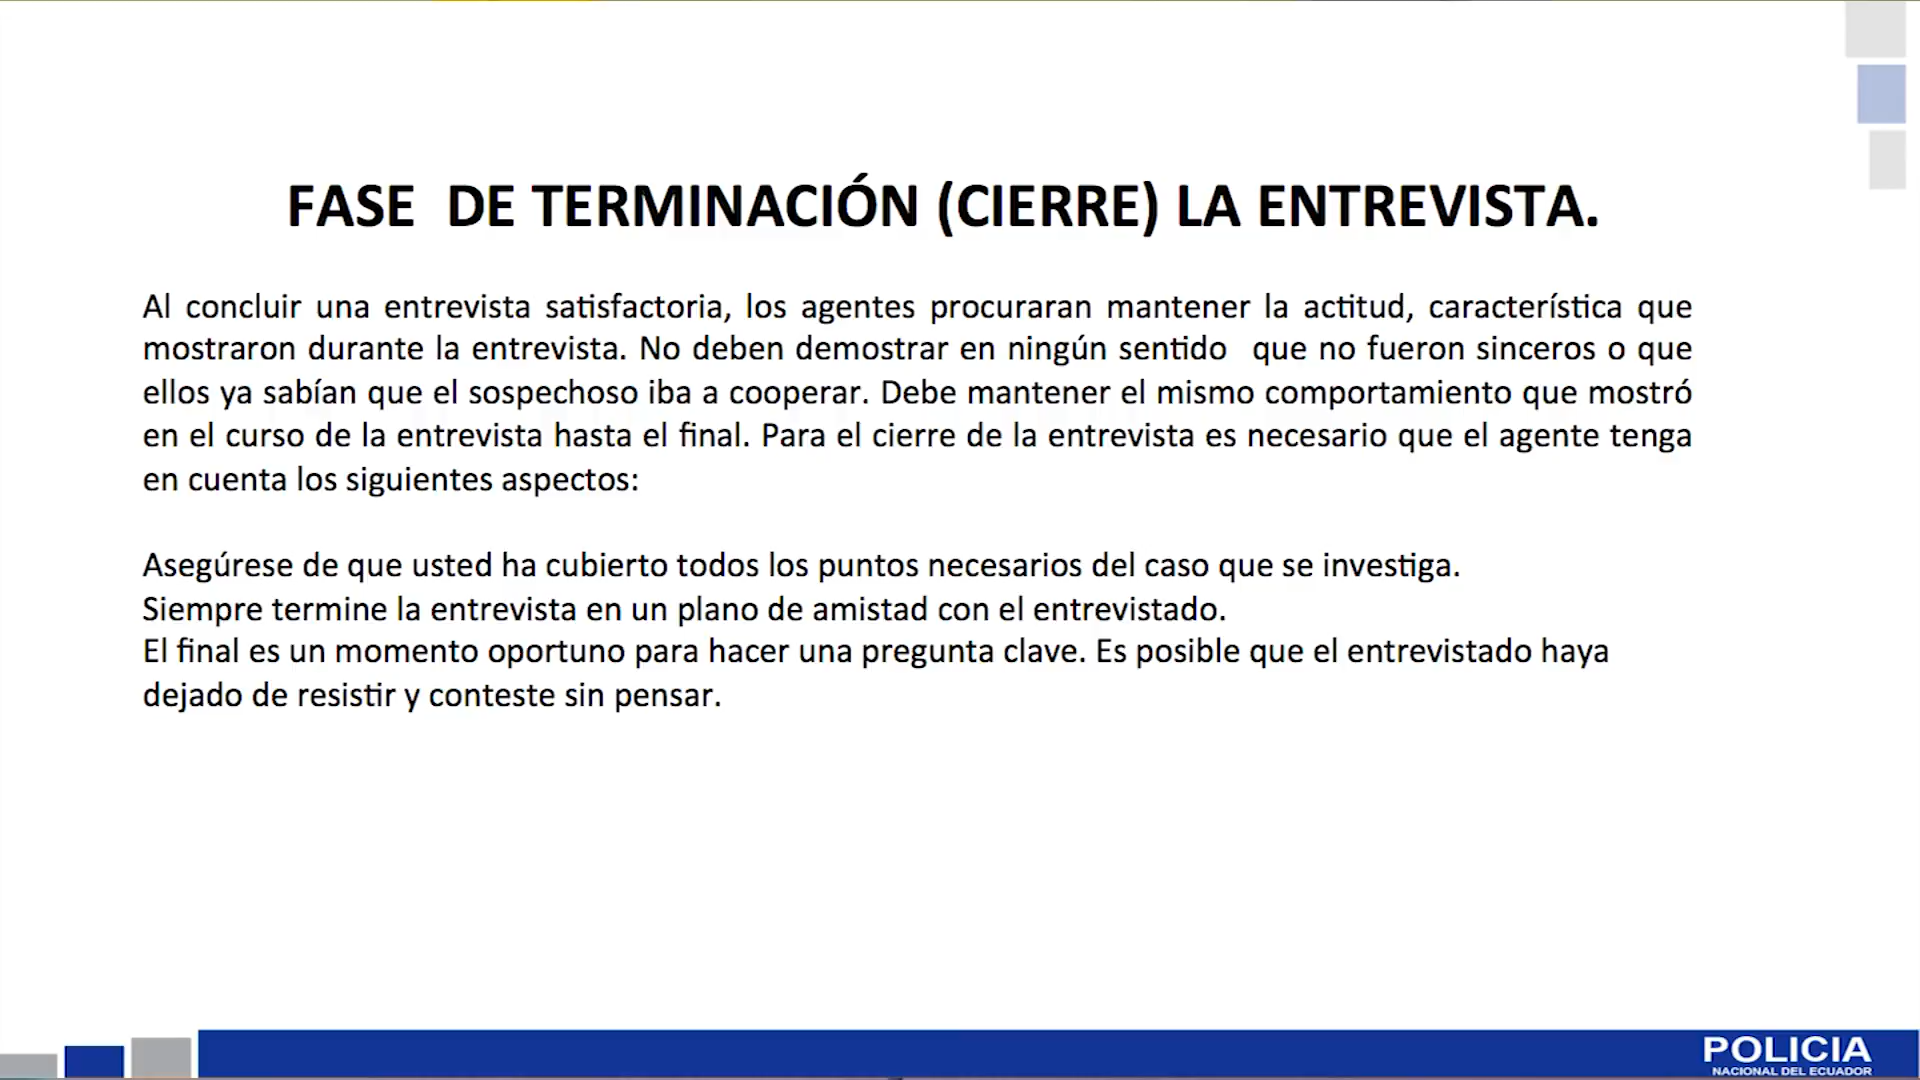 FASE  DE TERMINACIÓN (CIERRE) LA ENTREVISTA.
Al concluir una entrevista satisfactoria, los agentes procuraran mantener la actitud, característica que
mostraron durante la entrevista. No deben demostrar en ningún sentido  que no fueron sinceros o que
ellos ya sabían que el sospechoso iba a cooperar. Debe mantener el mismo comportamiento que mostró
en el curso de la entrevista hasta el final. Para el cierre de la entrevista es necesario que el agente tenga
en cuenta los siguientes aspectos:
Asegúrese de que usted ha cubierto todos los puntos necesarios del caso que se investiga.
Siempre termine la entrevista en un plano de amistad con el entrevistado.
El final es un momento oportuno para hacer una pregunta clave. Es posible que el entrevistado haya
dejado de resistir y conteste sin pensar.
POLICIA
NACIONAL DEL ECUADOR